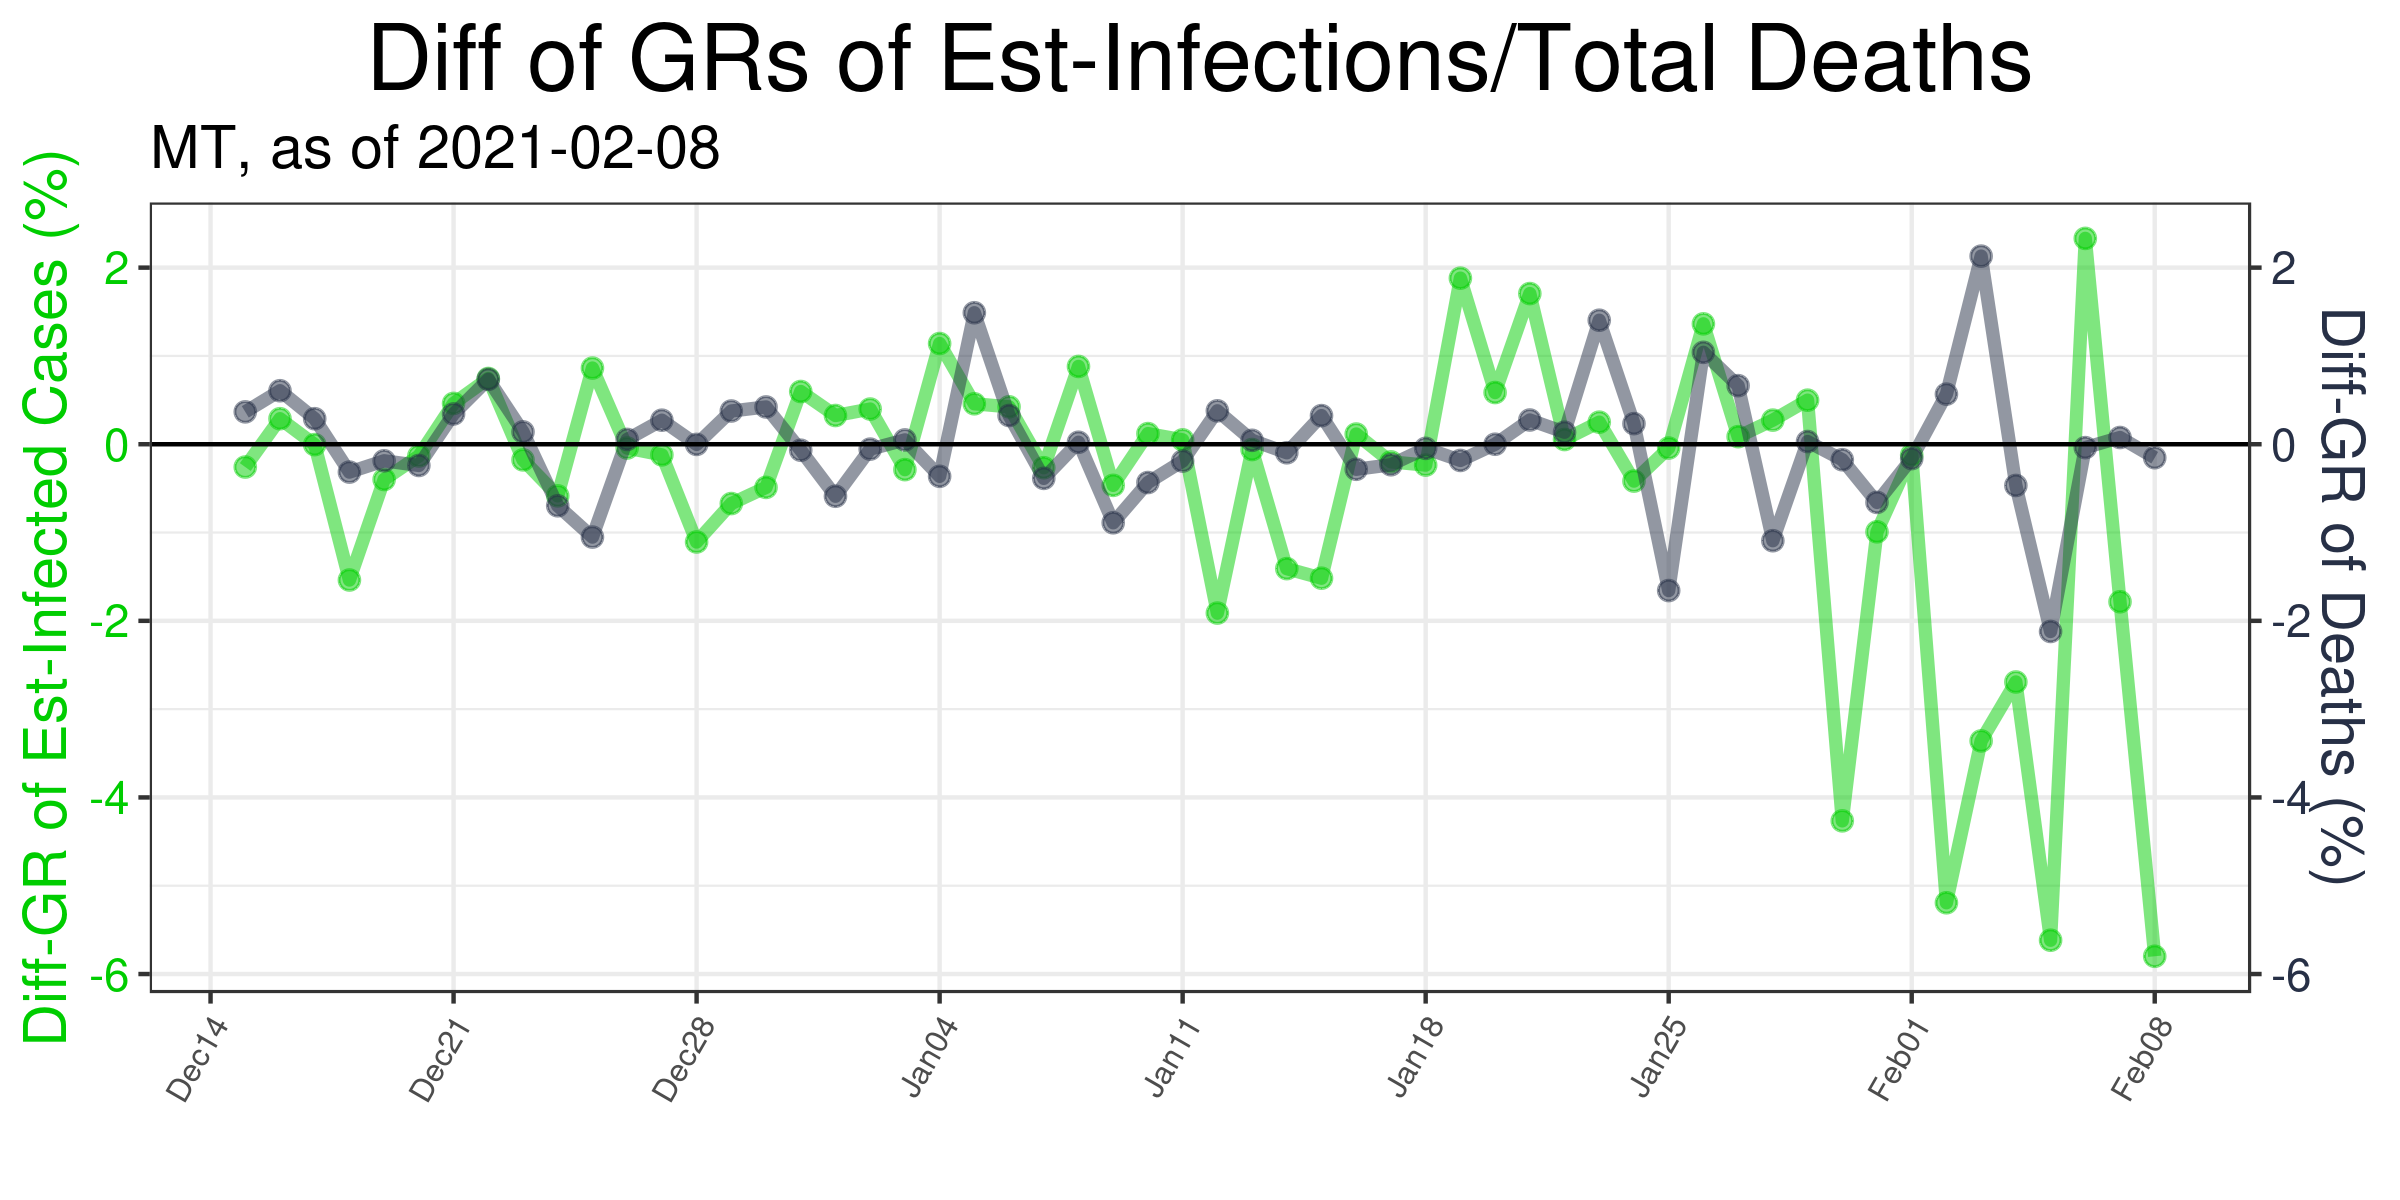 Diff of GRs of Est-Infections/Total Deaths
MT, as of 2021-02-08
Diff-GR of Est-Infected Cases (%)
2
0
-2
-4
-6
2
0
-2
-4
-6
Diff-GR of Deaths (%)
Dec14
Dec21
Dec28
Jan04
Jan11
Jan18
Jan25
Feb01
Feb08